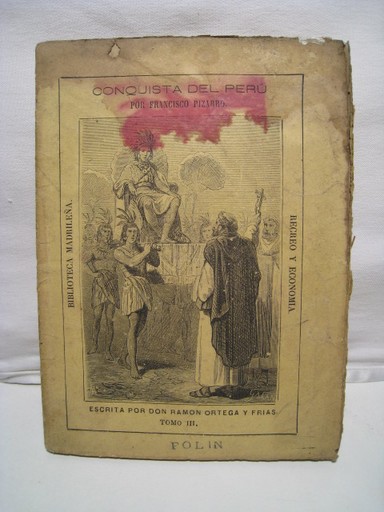 CONQUISTA DEL PERÚ
POR FRANCISCO PIZARRO.
BIBLIOTECA MADRILEÑA.
RECREO Y ECONOMIA
ESCRITA POR DON RAMON ORTEGA Y FRIAS
TOMO III.
FOLIN